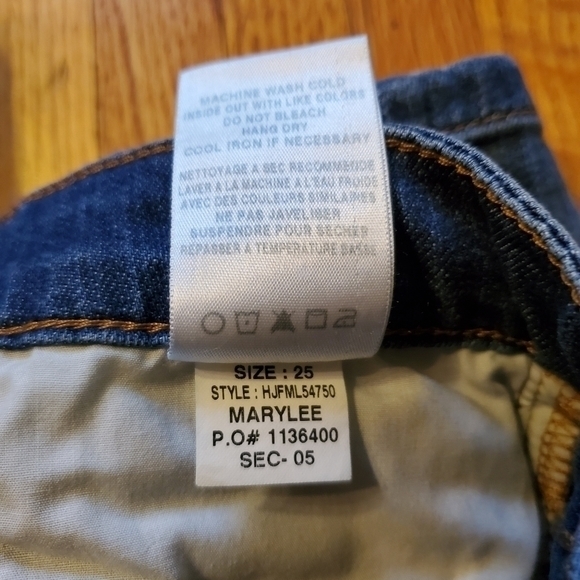 MACHINE WASH COLD
INSIDE OUT WITH LIKE COLORS
DO NOT BLEACH
HANG DRY
COOL IRON IF NECESSARY
NETTOYAGE A SEC RECOMMEUDE
LAVER A LA MACHINE A L'EAU FROIDE
AVEC DES COULEURS SIMILAIRES
NE PAS JAVELISER
SUSPENDRE POUR SECHER
REPASSER A TEMPERATURE BASSE
SIZE : 25
STYLE : HJFML54750
MARYLEE
P.O# 1136400
SEC- 05